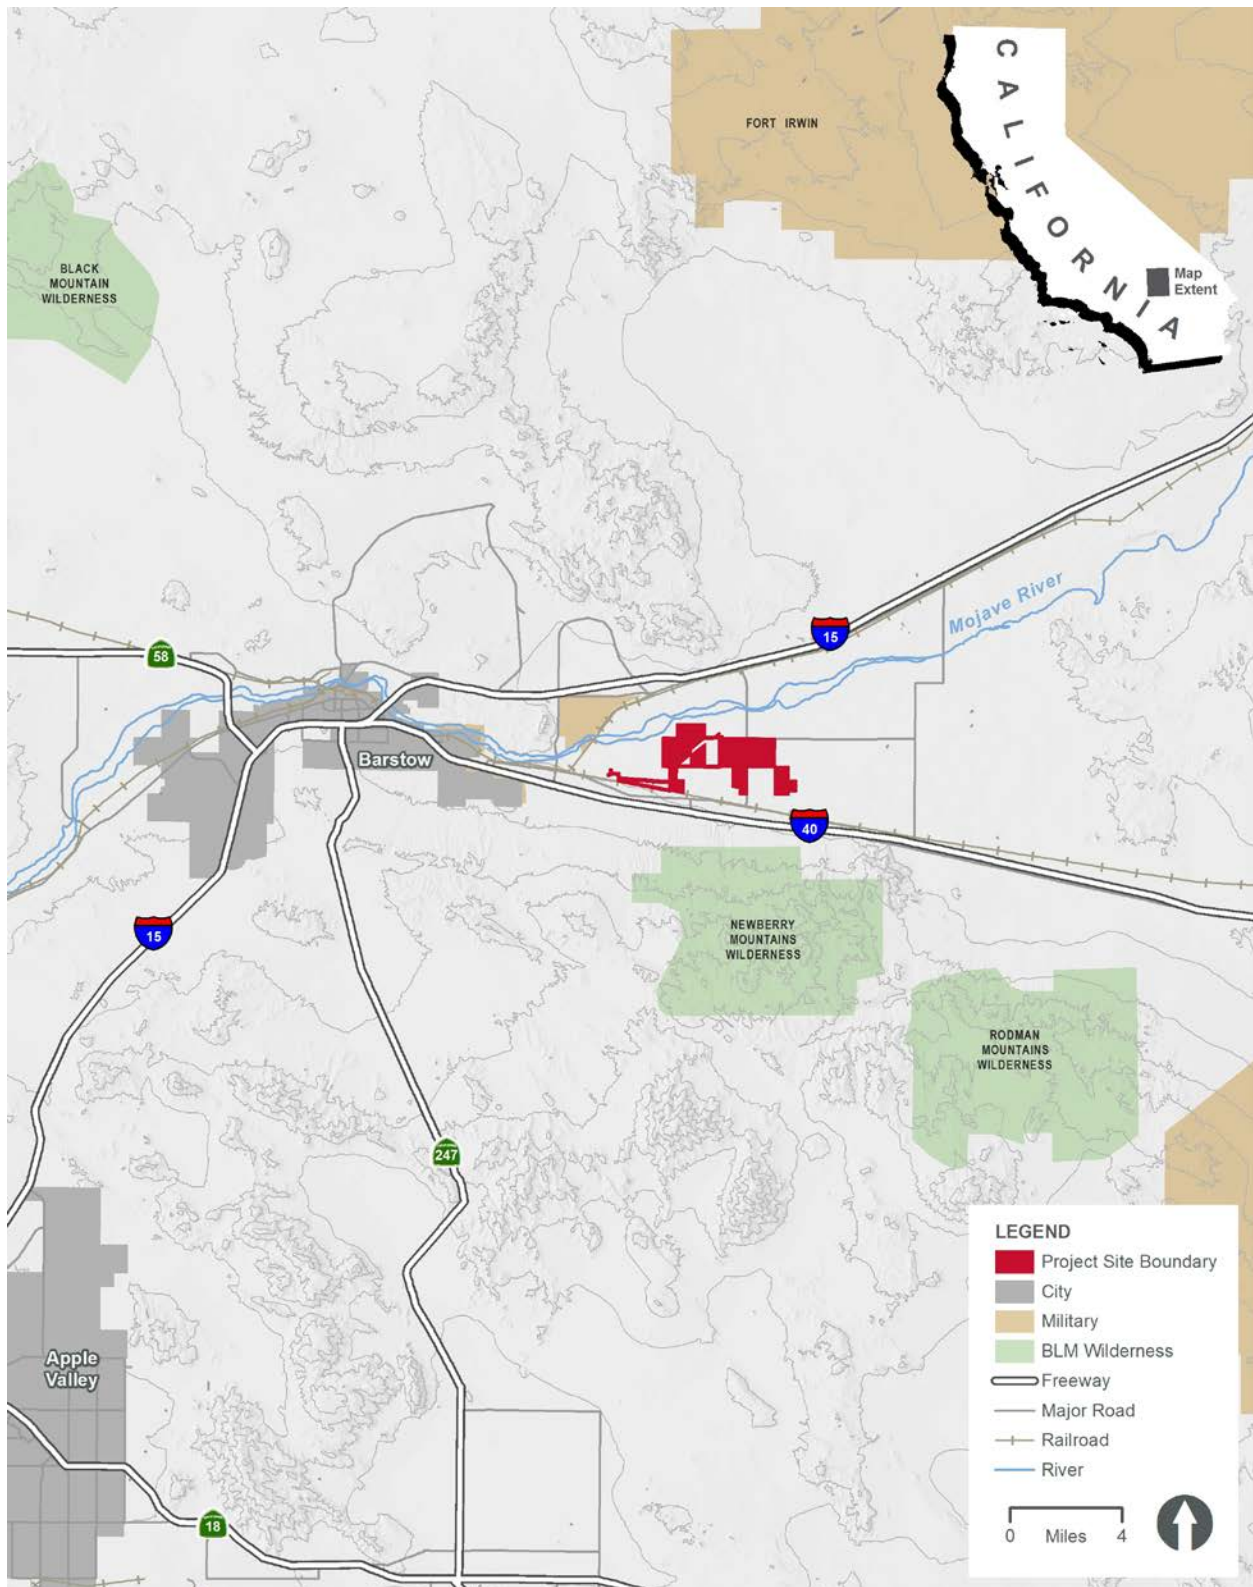 FORT IRWIN
CALIFORNIA
Map
Extent
BLACK
MOUNTAIN
WILDERNESS
Mojave River
15
58
Barstow
40
15
NEWBERRY
MOUNTAINS
WILDERNESS
RODMAN
MOUNTAINS
WILDERNESS
247
Apple
Valley
18
LEGEND
Project Site Boundary
City
Military
BLM Wilderness
Freeway
Major Road
Railroad
River
0 Miles 4